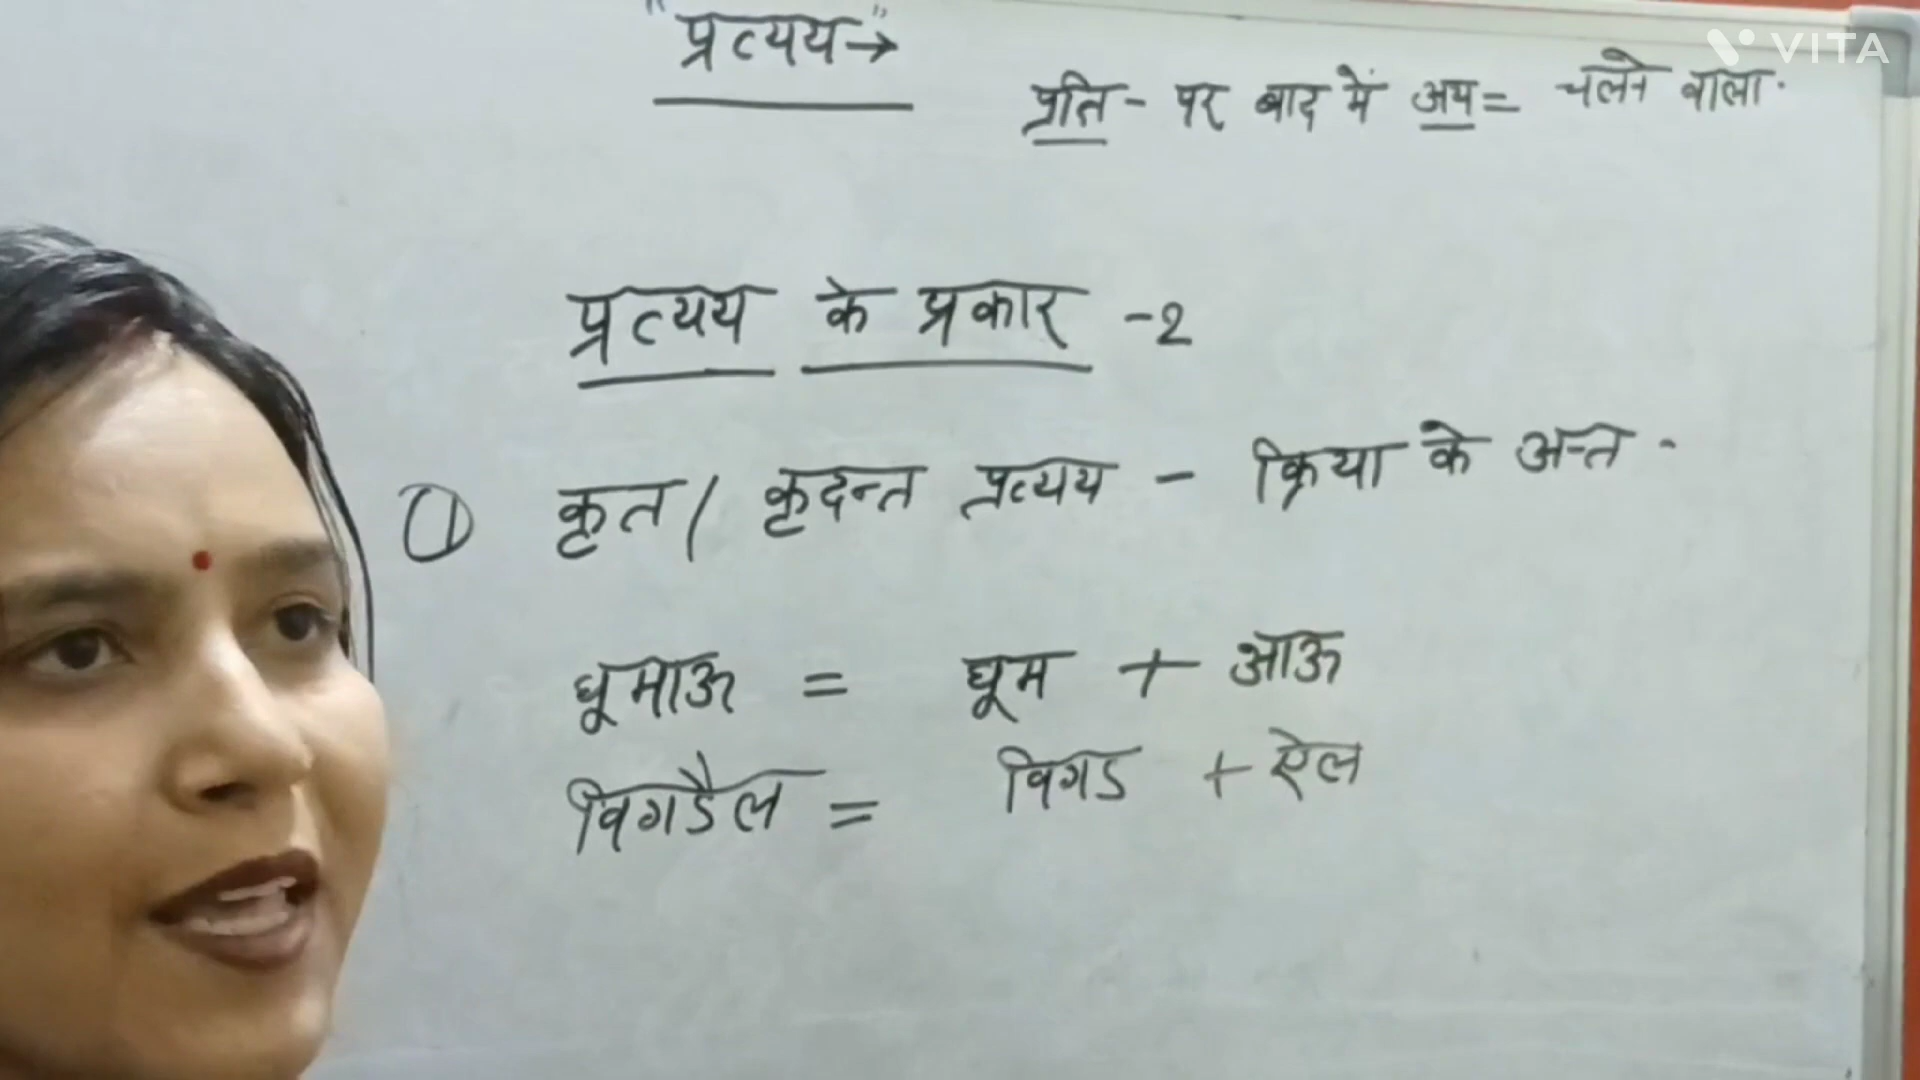 "प्रत्यय→"
VITA
प्रति - पर बाद में अय = चलने वाला.
प्रत्यय के प्रकार -2
① कृत / कृदन्त प्रत्यय - क्रिया के अन्त -
घूमाऊ = घूम + आऊ
विगडैल = विगड + ऐल